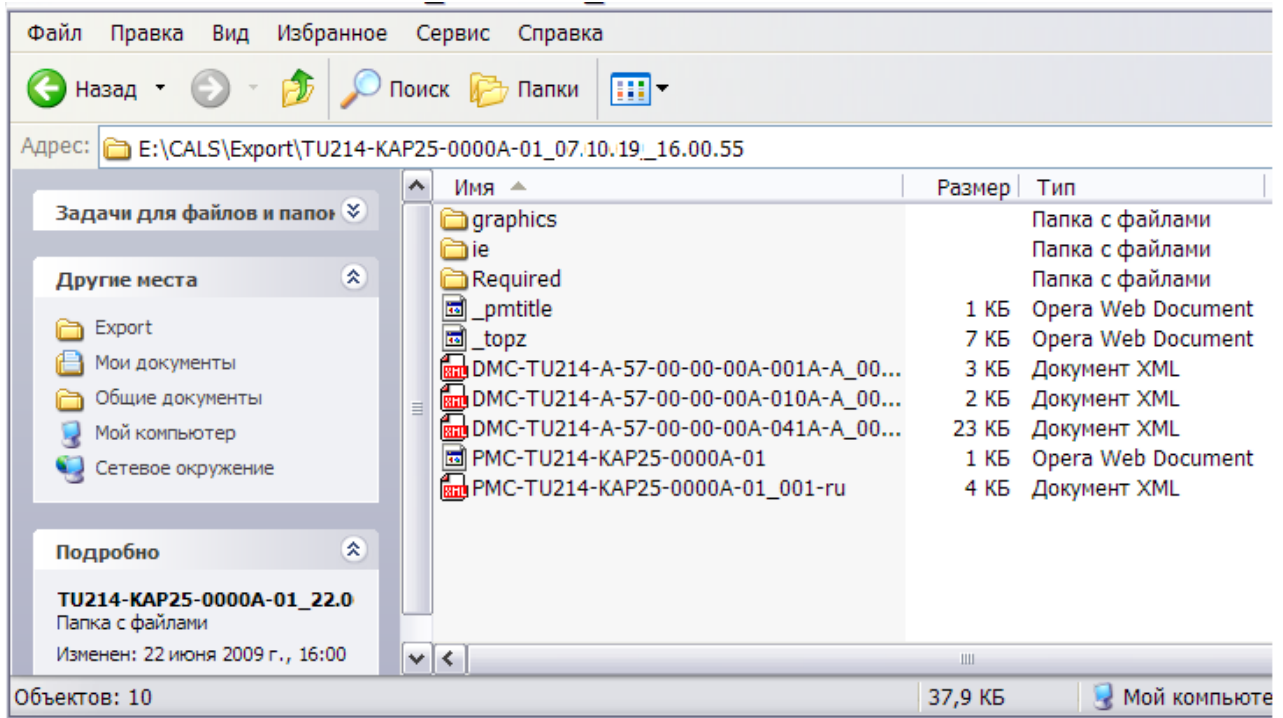 Файл Правка Вид Избранное Сервис Справка
Назад Поиск Папки
Адрес: E:\CALS\Export\TU214-KAP25-0000A-01_07.10.19_16.00.55
Задачи для файлов и папок
Другие места
Export
Мои документы
Общие документы
Мой компьютер
Сетевое окружение
Подробно
TU214-KAP25-0000A-01_22.0
Папка с файлами
Изменен: 22 июня 2009 г., 16:00
Имя Размер Тип
graphics Папка с файлами
ie Папка с файлами
Required Папка с файлами
_pmtitle 1 КБ Opera Web Document
_topz 7 КБ Opera Web Document
DMC-TU214-A-57-00-00-00A-001A-A_00... 3 КБ Документ XML
DMC-TU214-A-57-00-00-00A-010A-A_00... 2 КБ Документ XML
DMC-TU214-A-57-00-00-00A-041A-A_00... 23 КБ Документ XML
PMC-TU214-KAP25-0000A-01 1 КБ Opera Web Document
PMC-TU214-KAP25-0000A-01_001-ru 4 КБ Документ XML
Объектов: 10 37,9 КБ Мой компьюте